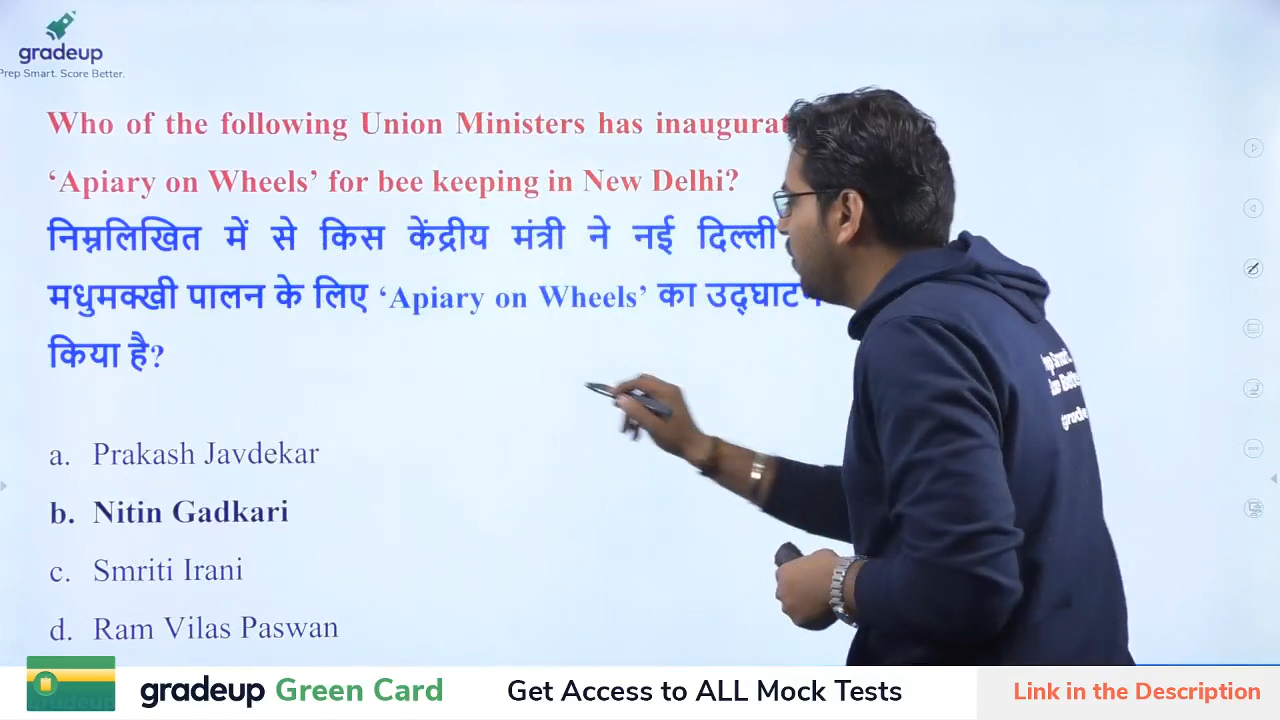 gradeup
Prep Smart. Score Better.
Who of the following Union Ministers has inaugurat
‘Apiary on Wheels’ for bee keeping in New Delhi?
निम्नलिखित में से किस केंद्रीय मंत्री ने नई दिल्ली
मधुमक्खी पालन के लिए ‘Apiary on Wheels’ का उद्घाटन
किया है?
a. Prakash Javdekar
b. Nitin Gadkari
c. Smriti Irani
d. Ram Vilas Paswan
gradeup Green Card
Get Access to ALL Mock Tests
Link in the Description